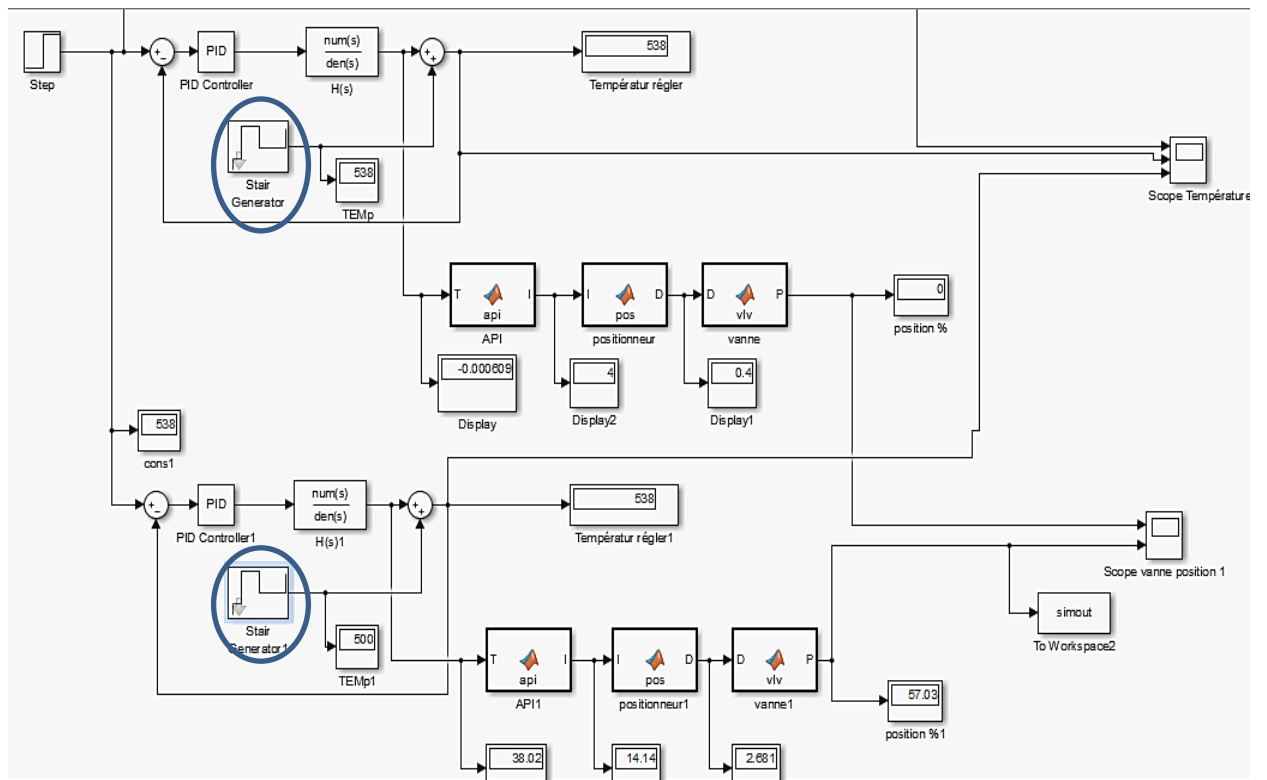 Step
+
-
PID
PID Controller
num(s)
den(s)
H(s)
+
+
538
Températur régler
Stair
Generator
538
TEMp
Scope Température
T
api
I
API
I
pos
D
positionneur
D
vlv
P
vanne
0
position %
-0.000609
Display
4
Display2
0.4
Display1
538
cons1
+
-
PID
PID Controller1
num(s)
den(s)
H(s)1
+
+
538
Températur régler1
Scope vanne position 1
Stair
Generator1
500
TEMp1
simout
To Workspace2
T
api
I
API1
I
pos
D
positionneur1
D
vlv
P
vanne1
57.03
position %1
38.02
14.14
2.681